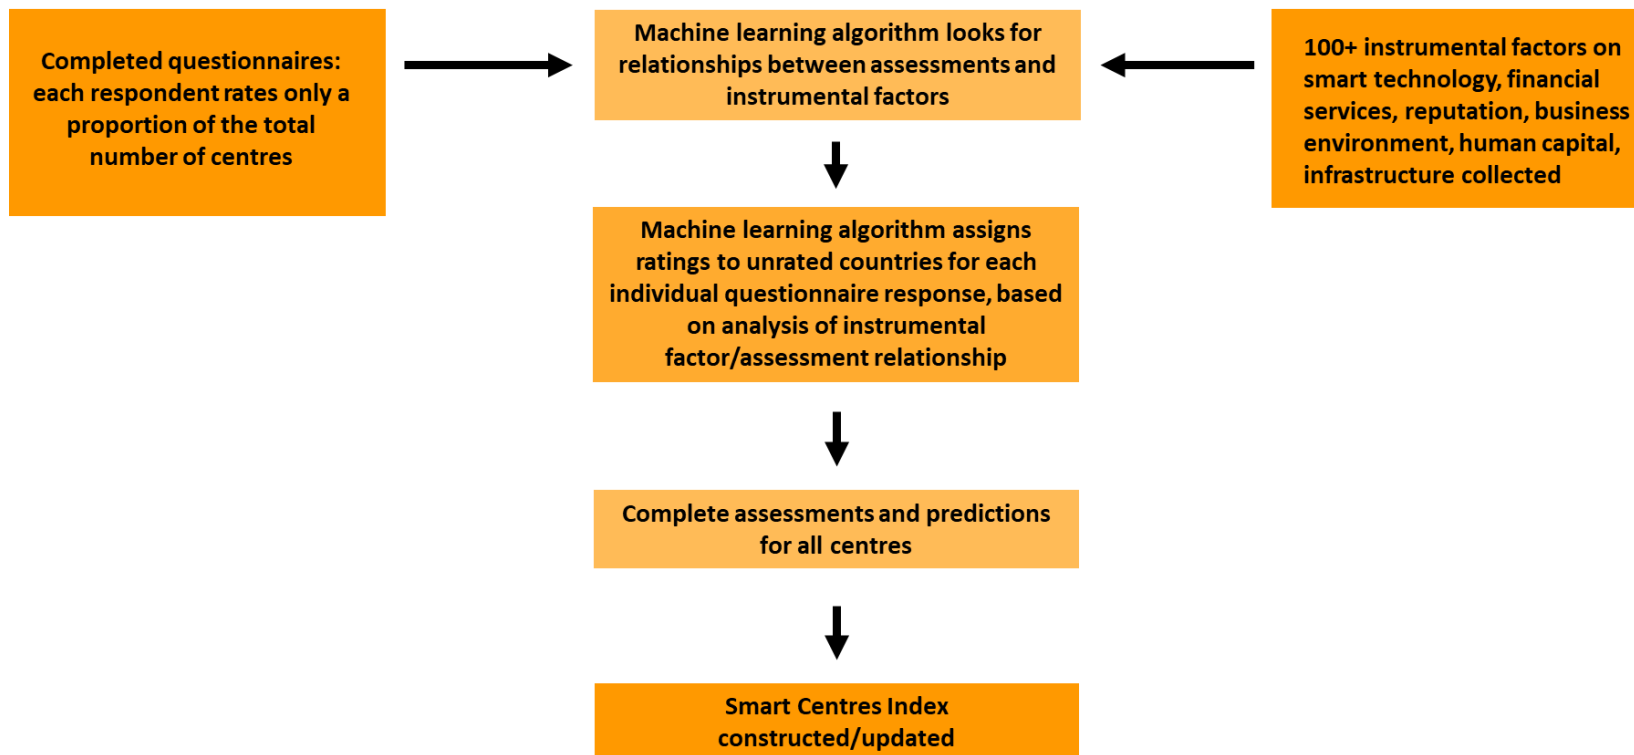 Completed questionnaires:
each respondent rates only a
proportion of the total
number of centres
Machine learning algorithm looks for
relationships between assessments and
instrumental factors
100+ instrumental factors on
smart technology, financial
services, reputation, business
environment, human capital,
infrastructure collected
Machine learning algorithm assigns
ratings to unrated countries for each
individual questionnaire response, based
on analysis of instrumental
factor/assessment relationship
Complete assessments and predictions
for all centres
Smart Centres Index
constructed/updated